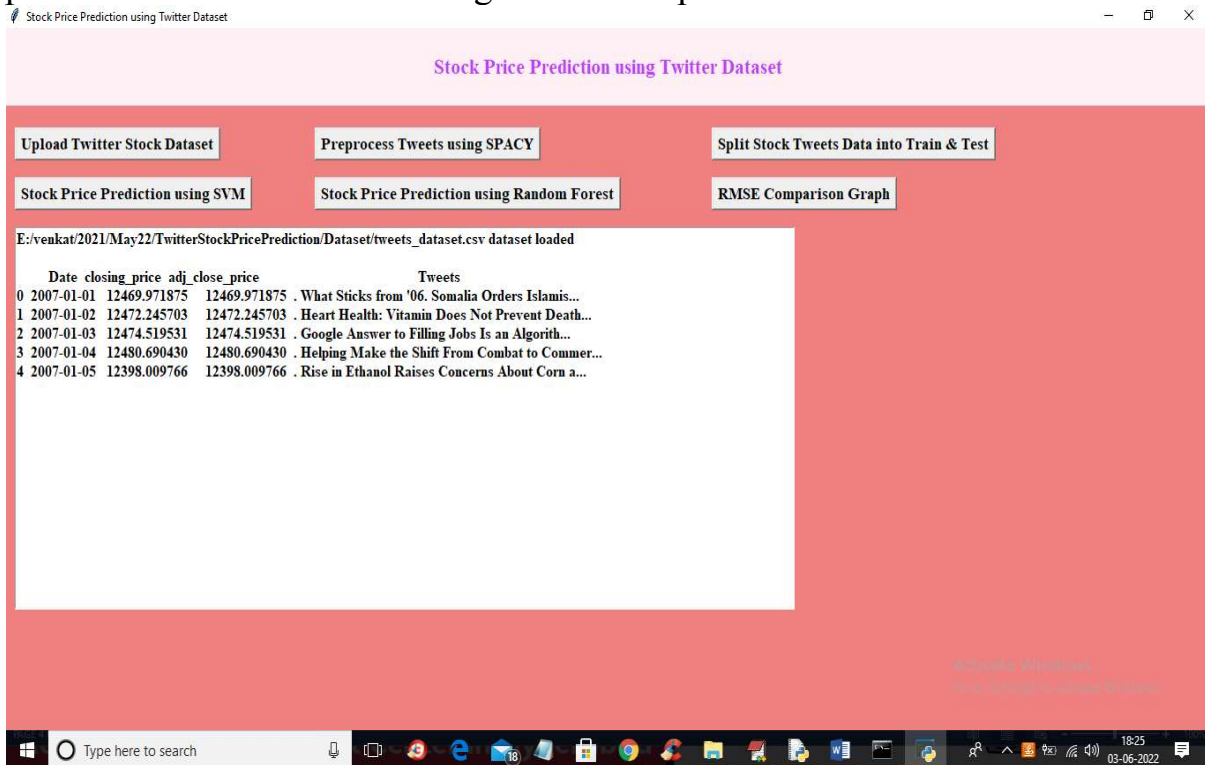 Stock Price Prediction using Twitter Dataset
Stock Price Prediction using Twitter Dataset
Upload Twitter Stock Dataset Preprocess Tweets using SPACY Split Stock Tweets Data into Train & Test
Stock Price Prediction using SVM Stock Price Prediction using Random Forest RMSE Comparison Graph
E:/venkat/2021/May22/TwitterStockPricePrediction/Dataset/tweets_dataset.csv dataset loaded
Date closing_price adj_close_price Tweets
0 2007-01-01 12469.971875 12469.971875 . What Sticks from '06. Somalia Orders Islamis...
1 2007-01-02 12472.245703 12472.245703 . Heart Health: Vitamin Does Not Prevent Death...
2 2007-01-03 12474.519531 12474.519531 . Google Answer to Filling Jobs Is an Algorith...
3 2007-01-04 12480.690430 12480.690430 . Helping Make the Shift From Combat to Commer...
4 2007-01-05 12398.009766 12398.009766 . Rise in Ethanol Raises Concerns About Corn a...
Activate Windows
Type here to search 18 18:25
03-06-2022